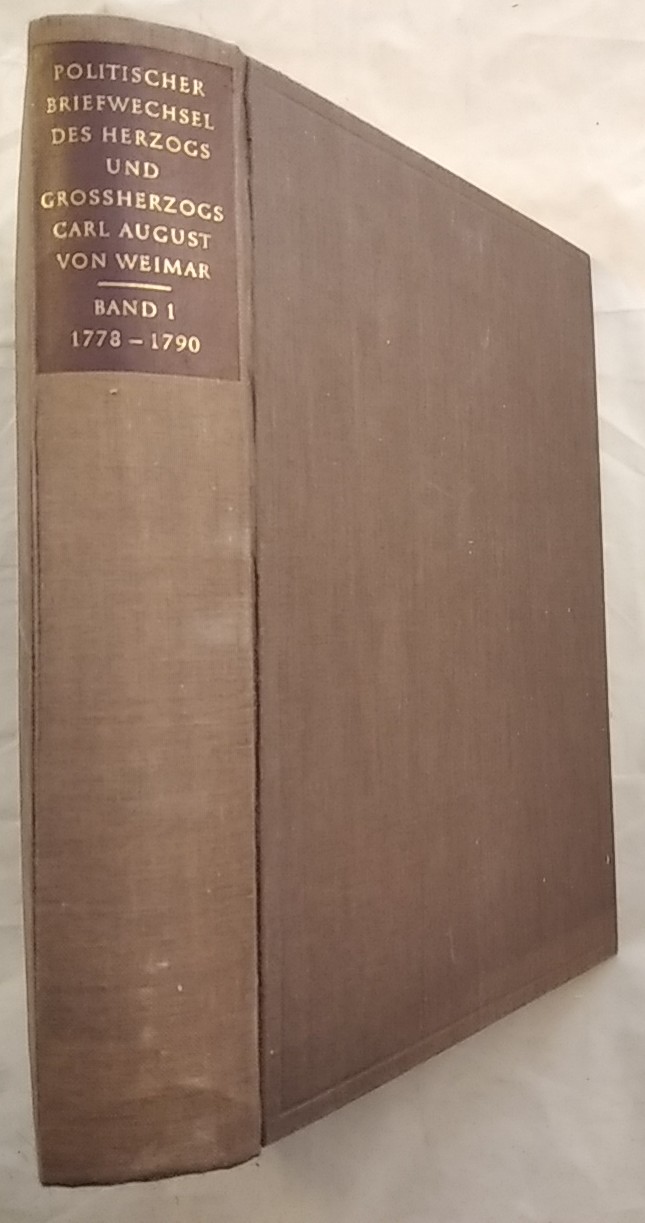 POLITISCHER
BRIEFWECHSEL
DES HERZOGS
UND
GROSSHERZOGS
CARL AUGUST
VON WEIMAR
BAND 1
1778 – 1790